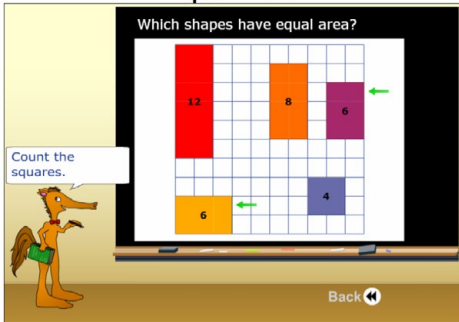 Which shapes have equal area?
12
8
6
Count the
squares.
4
6
Back